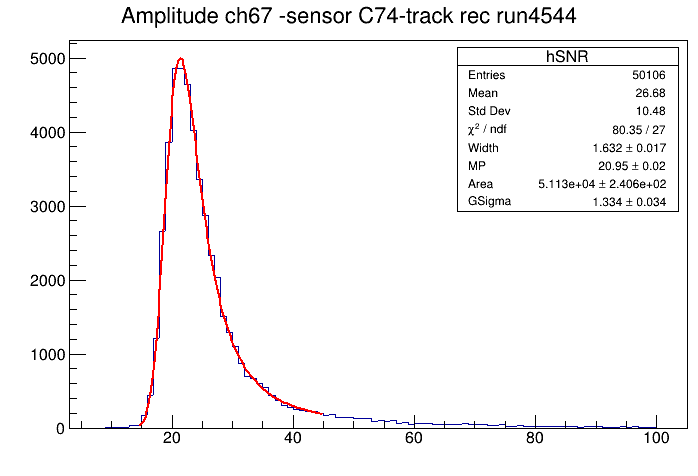 Amplitude ch67 -sensor C74-track rec run4544
hSNR
Entries 50106
Mean 26.68
Std Dev 10.48
χ² / ndf 80.35 / 27
Width 1.632 ± 0.017
MP 20.95 ± 0.02
Area 5.113e+04 ± 2.406e+02
GSigma 1.334 ± 0.034
5000
4000
3000
2000
1000
0
20 40 60 80 100